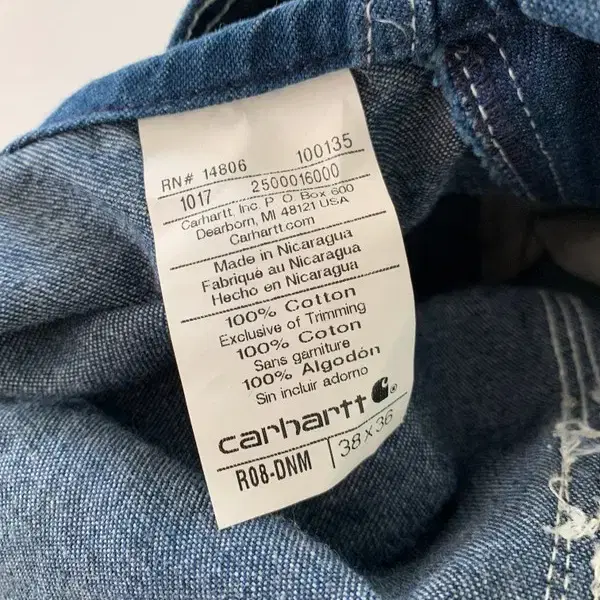 RN# 14806 100135
1017 2500016000
Carhartt, Inc. P. O. Box 600
Dearborn, MI 48121 USA
Carhartt.com
Made in Nicaragua
Fabriqué au Nicaragua
Hecho en Nicaragua
100% Cotton
Exclusive of Trimming
100% Coton
Sans garniture
100% Algodón
Sin incluir adorno
carhartt ®
R08-DNM 38 x 36